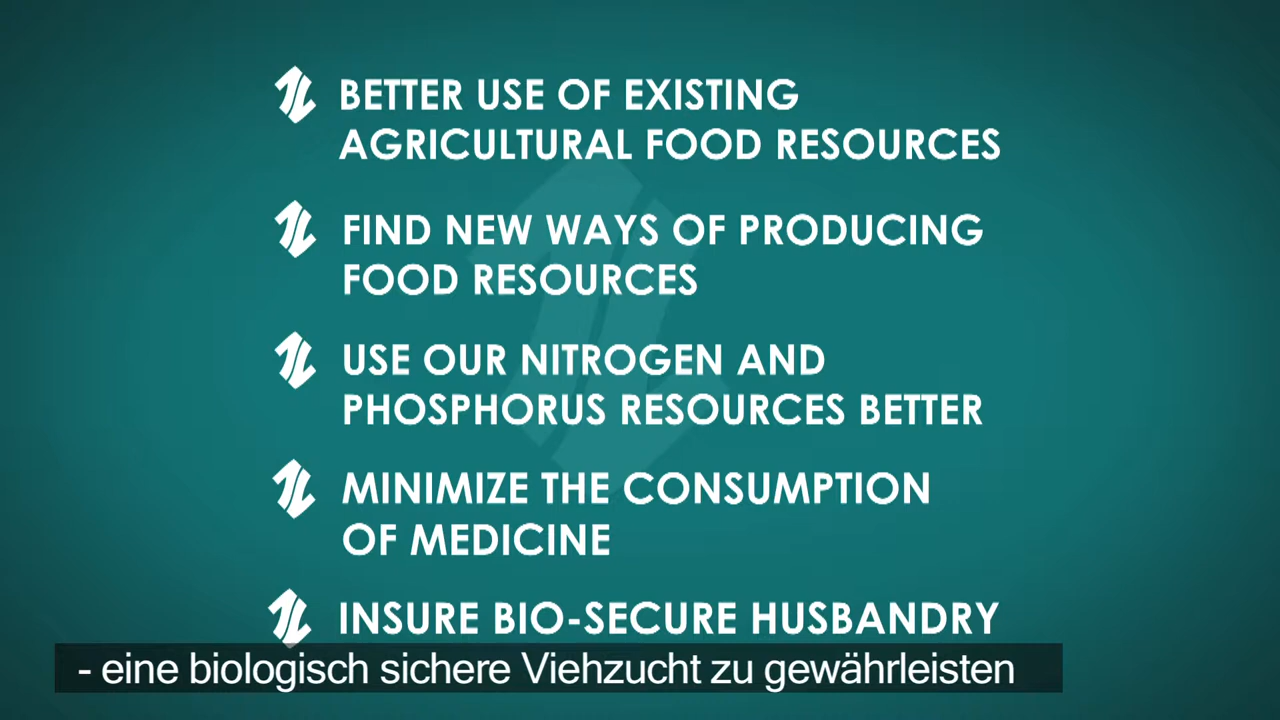 BETTER USE OF EXISTING
AGRICULTURAL FOOD RESOURCES
FIND NEW WAYS OF PRODUCING
FOOD RESOURCES
USE OUR NITROGEN AND
PHOSPHORUS RESOURCES BETTER
MINIMIZE THE CONSUMPTION
OF MEDICINE
INSURE BIO-SECURE HUSBANDRY
- eine biologisch sichere Viehzucht zu gewährleisten